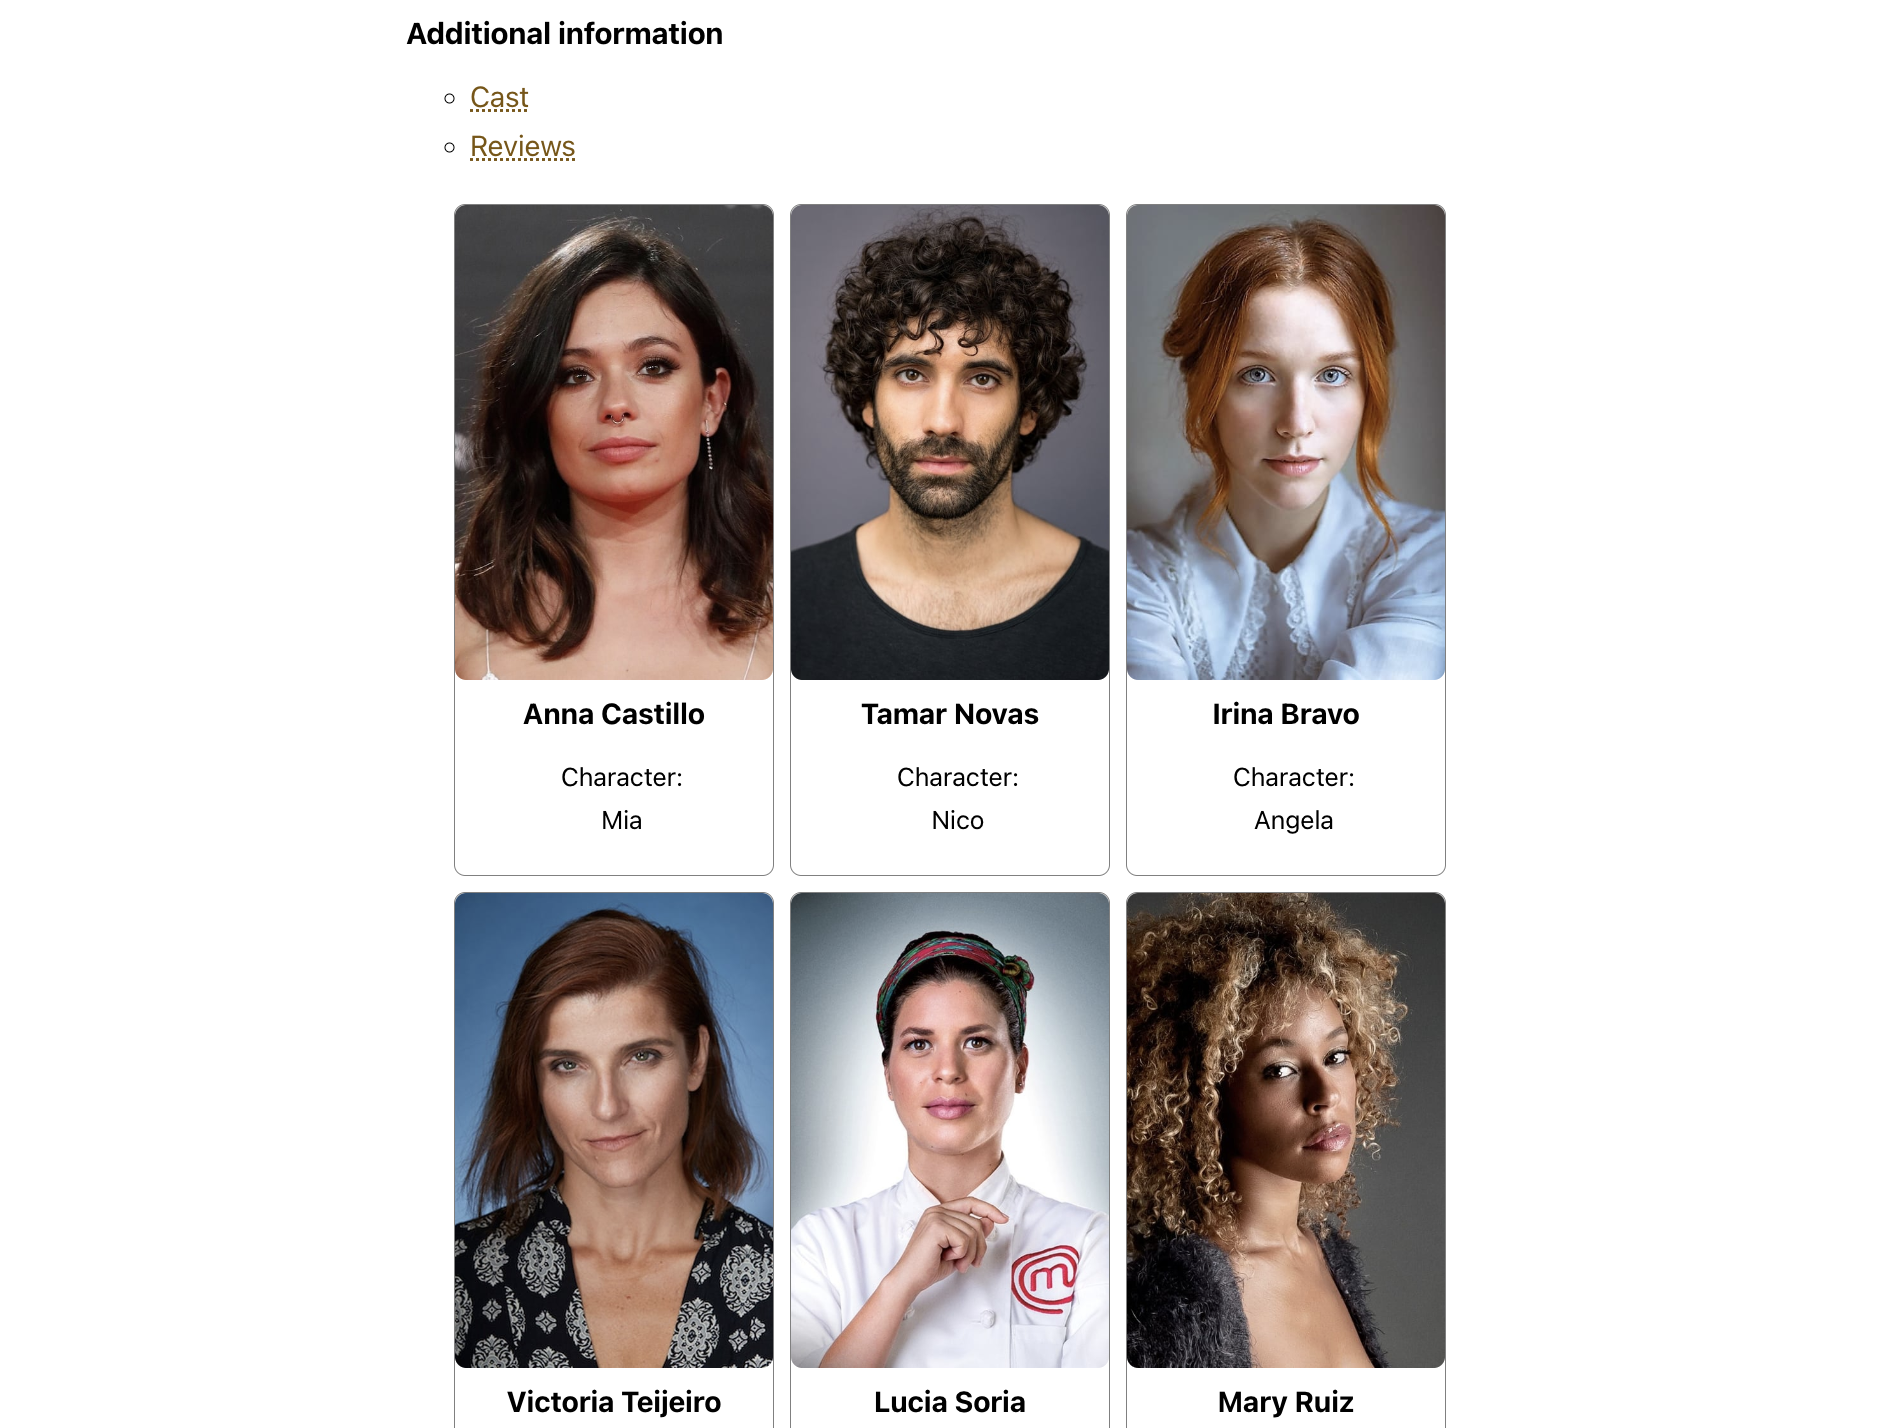 Additional information
Cast
Reviews
Anna Castillo
Tamar Novas
Irina Bravo
Character:
Mia
Character:
Nico
Character:
Angela
m
Victoria Teijeiro
Lucia Soria
Mary Ruiz